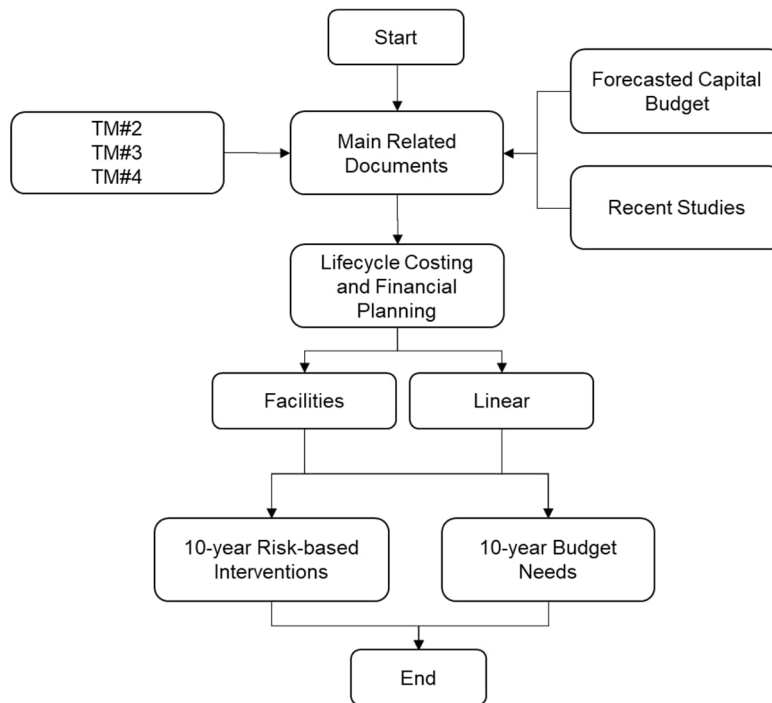 Start
Forecasted Capital
Budget
TM#2
TM#3
TM#4
Main Related
Documents
Recent Studies
Lifecycle Costing
and Financial
Planning
Facilities
Linear
10-year Risk-based
Interventions
10-year Budget
Needs
End